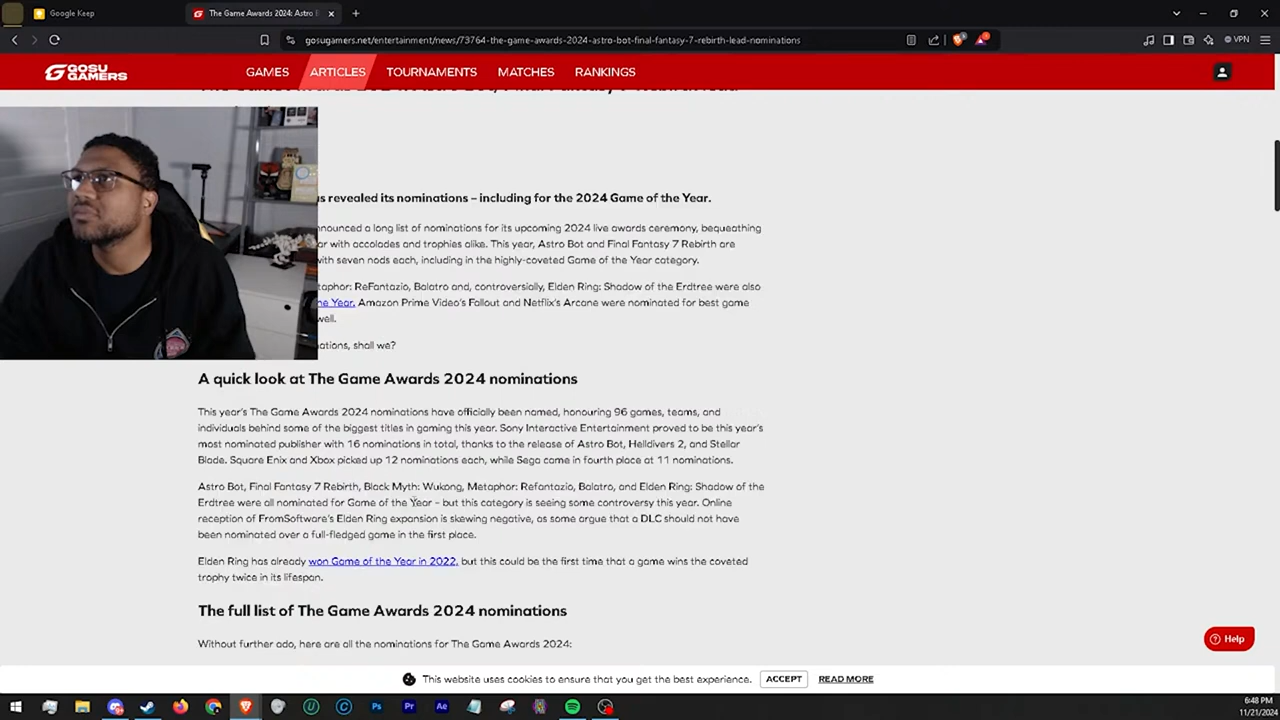 Google Keep
The Game Awards 2024: Astro
gosugamers.net/entertainment/news/73764-the-game-awards-2024-astro-bot-final-fantasy-7-rebirth-lead-nominations
VPN
GOSU GAMERS
GAMES ARTICLES TOURNAMENTS MATCHES RANKINGS
s revealed its nominations – including for the 2024 Game of the Year.
nnounced a long list of nominations for its upcoming 2024 live awards ceremony, bequeathing
ar with accolades and trophies alike. This year, Astro Bot and Final Fantasy 7 Rebirth are
with seven nods each, including in the highly-coveted Game of the Year category.
taphor: ReFantazio, Balatro and, controversially, Elden Ring: Shadow of the Erdtree were also
he Year. Amazon Prime Video's Fallout and Netflix's Arcane were nominated for best game
well.
ations, shall we?
A quick look at The Game Awards 2024 nominations
This year's The Game Awards 2024 nominations have officially been named, honouring 96 games, teams, and
individuals behind some of the biggest titles in gaming this year. Sony Interactive Entertainment proved to be this year's
most nominated publisher with 16 nominations in total, thanks to the release of Astro Bot, Helldivers 2, and Stellar
Blade. Square Enix and Xbox picked up 12 nominations each, while Sega came in fourth place at 11 nominations.
Astro Bot, Final Fantasy 7 Rebirth, Black Myth: Wukong, Metaphor: Refantazio, Balatro, and Elden Ring: Shadow of the
Erdtree were all nominated for Game of the Year – but this category is seeing some controversy this year. Online
reception of FromSoftware's Elden Ring expansion is skewing negative, as some argue that a DLC should not have
been nominated over a full-fledged game in the first place.
Elden Ring has already won Game of the Year in 2022, but this could be the first time that a game wins the coveted
trophy twice in its lifespan.
The full list of The Game Awards 2024 nominations
Without further ado, here are all the nominations for The Game Awards 2024:
Help
This website uses cookies to ensure that you get the best experience. ACCEPT READ MORE
6:48 PM
11/21/2024